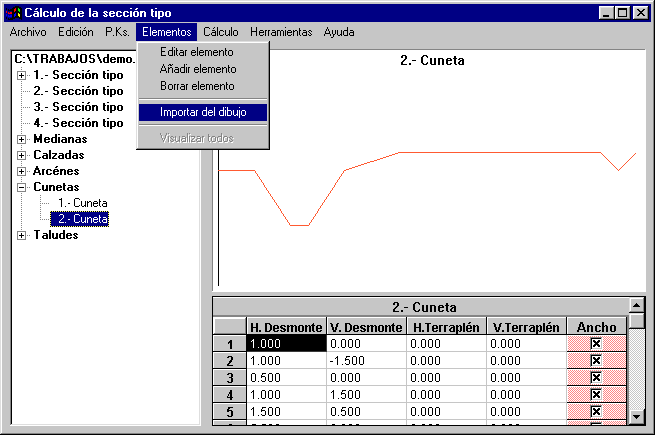 Cálculo de la sección tipo
Archivo Edición P.Ks. Elementos Cálculo Herramientas Ayuda
Editar elemento
Añadir elemento
Borrar elemento
Importar del dibujo
Visualizar todos
C:\TRABAJOS\demo.
1.- Sección tipo
2.- Sección tipo
3.- Sección tipo
4.- Sección tipo
Medianas
Calzadas
Arcénes
Cunetas
1.- Cuneta
2.- Cuneta
Taludes
2.- Cuneta
2.- Cuneta
H. Desmonte V. Desmonte H.Terraplén V.Terraplén Ancho
1 1.000 0.000 0.000 0.000
2 1.000 -1.500 0.000 0.000
3 0.500 0.000 0.000 0.000
4 1.000 1.500 0.000 0.000
5 1.500 0.500 0.000 0.000